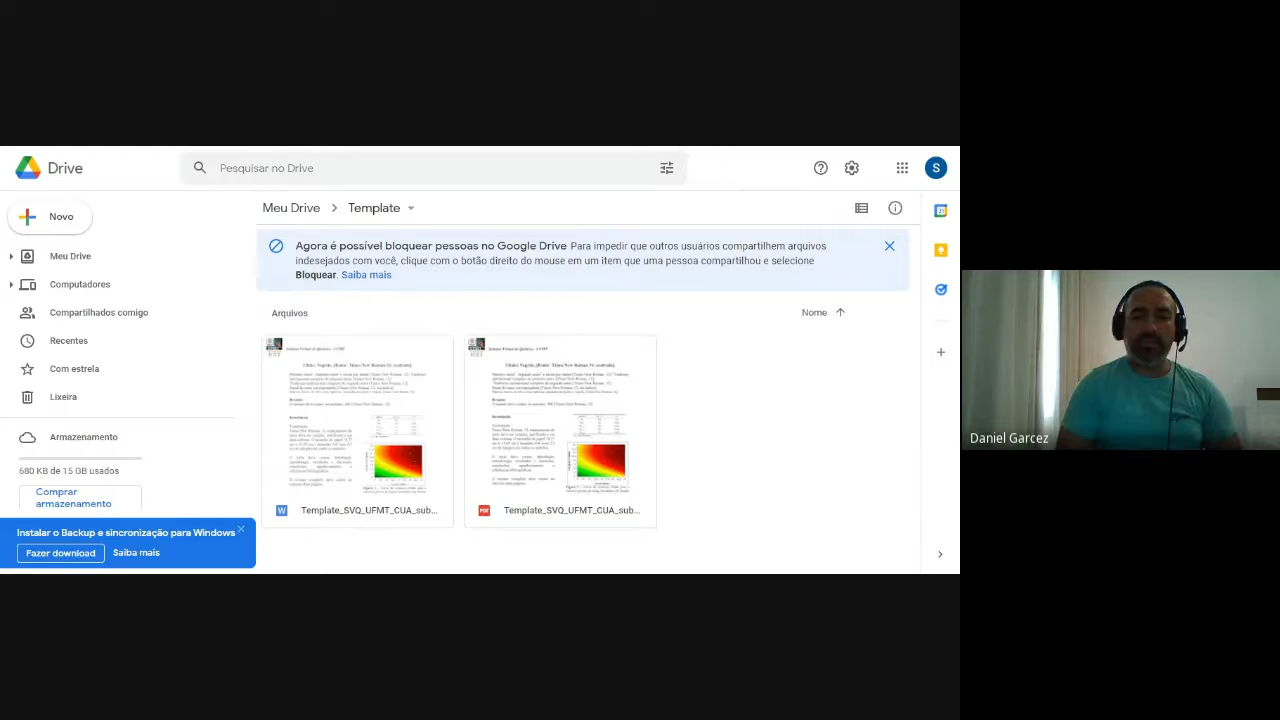 Drive
Pesquisar no Drive
S
Novo
Meu Drive
Template
Agora é possível bloquear pessoas no Google Drive Para impedir que outros usuários compartilhem arquivos
indesejados com você, clique com o botão direito do mouse em um item que uma pessoa compartilhou e selecione
Bloquear. Saiba mais
Meu Drive
Computadores
Compartilhados comigo
Recentes
Com estrela
Lixeira
Armazenamento
680 KB de 15 GB usados
Comprar
armazenamento
Instalar o Backup e sincronização para Windows
Fazer download
Saiba mais
Arquivos
Nome
Template_SVQ_UFMT_CUA_sub...
Template_SVQ_UFMT_CUA_sub...
Daniel Garcez